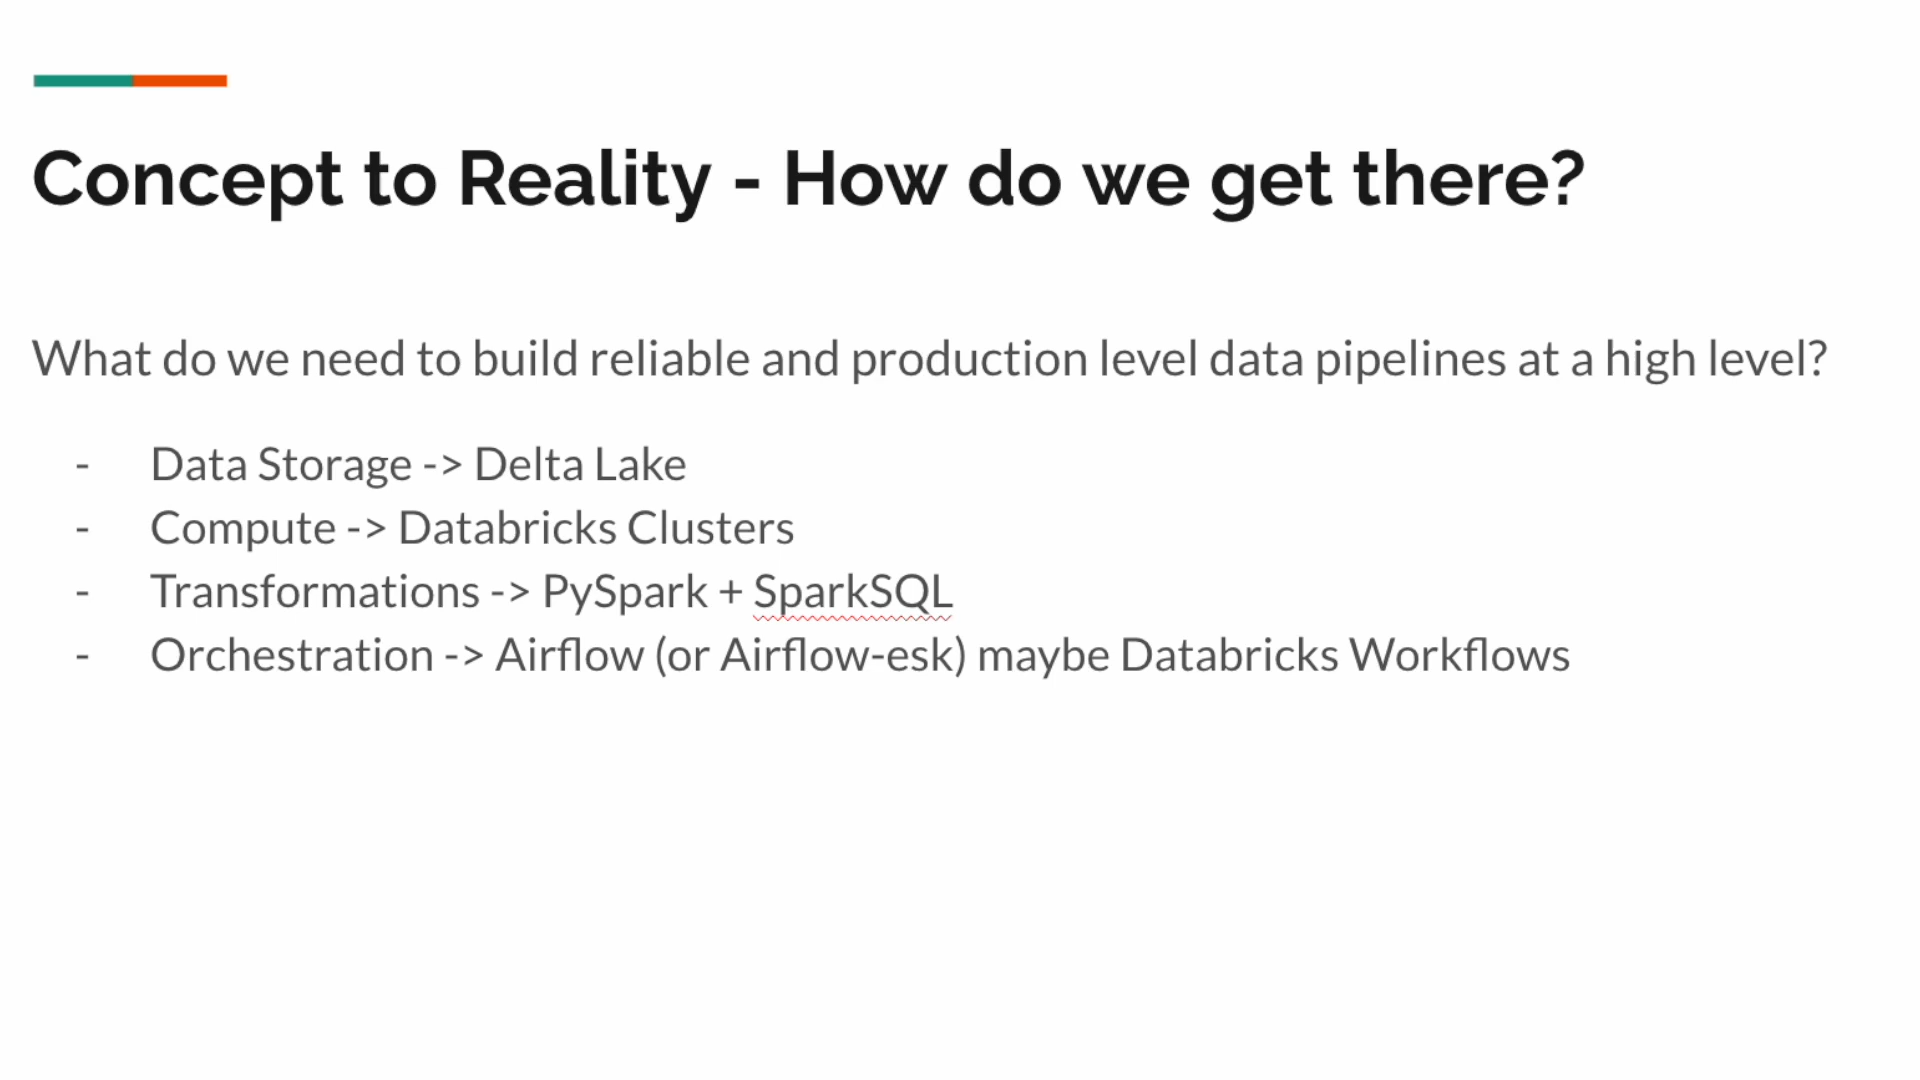 Concept to Reality - How do we get there?
What do we need to build reliable and production level data pipelines at a high level?
- Data Storage -> Delta Lake
- Compute -> Databricks Clusters
- Transformations -> PySpark + SparkSQL
- Orchestration -> Airflow (or Airflow-esk) maybe Databricks Workflows